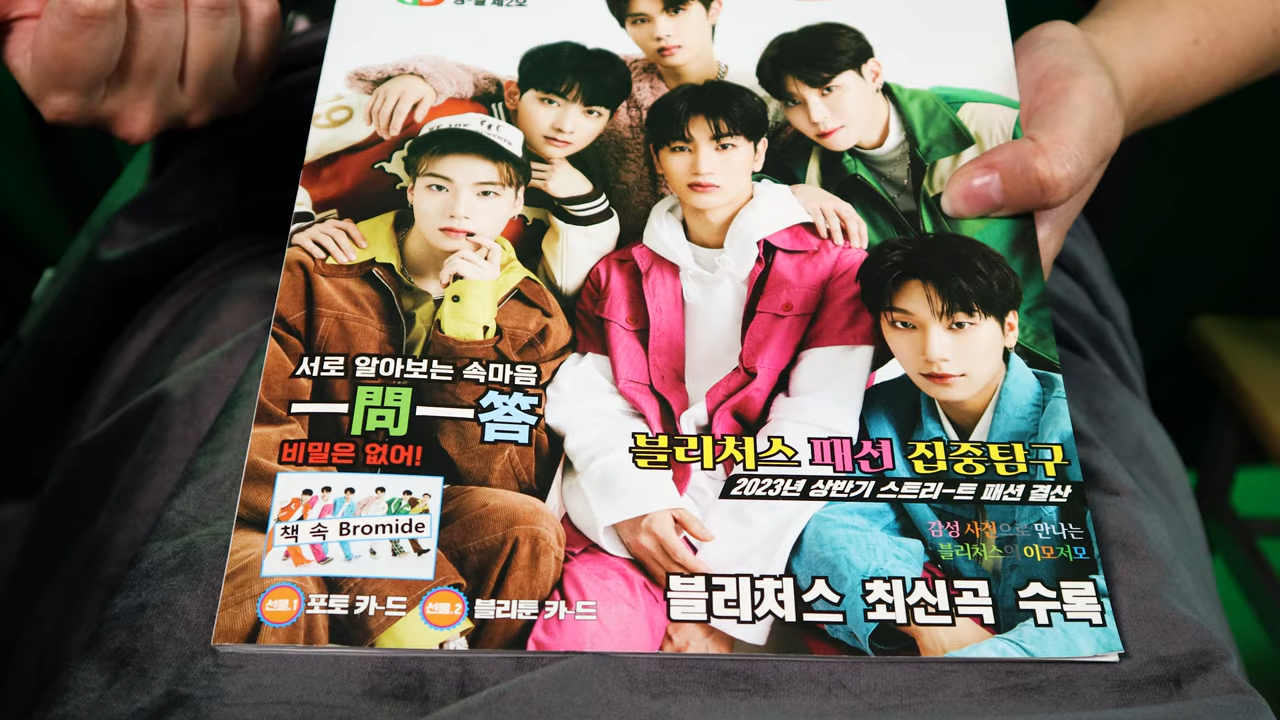 서로 알아보는 속마음
一問一答
비밀은 없어!
책 속 Bromide
선물.1 포토 카-드
선물.2 블리툰 카-드
블리처스 패션 집중탐구
2023년 상반기 스트리-트 패션 결산
감성 사진으로 만나는
블리처스의 이모저모
블리처스 최신곡 수록